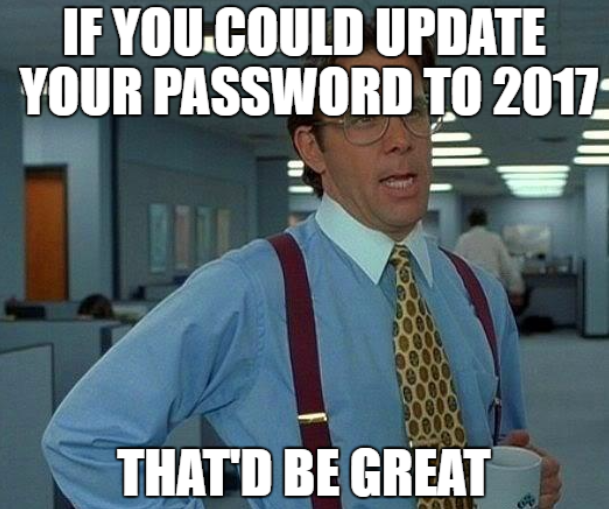 IF YOU COULD UPDATE
YOUR PASSWORD TO 2017
THAT'D BE GREAT